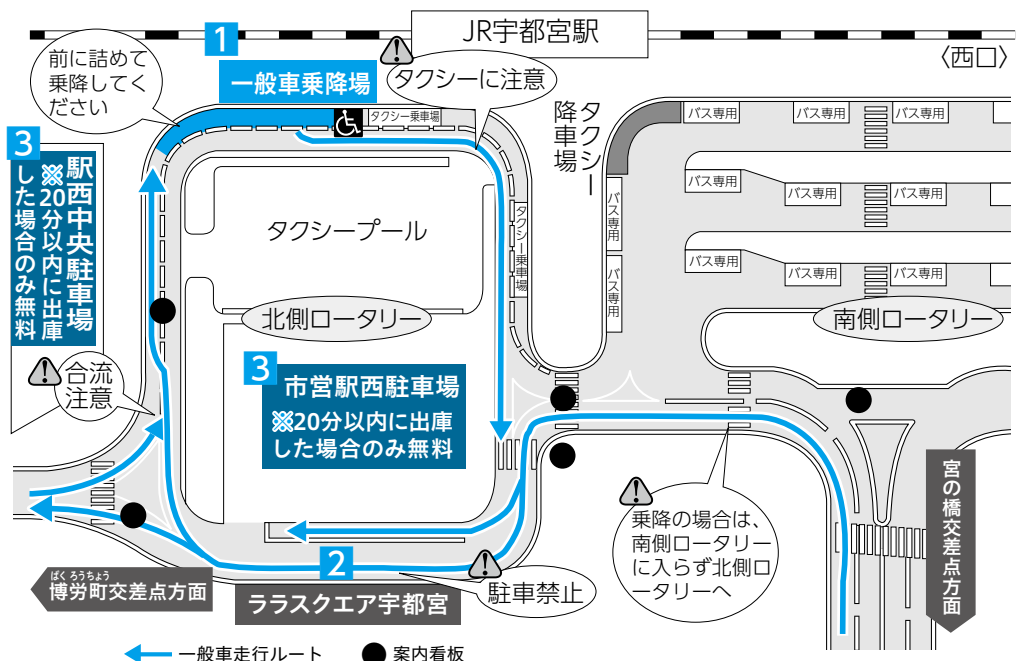 JR宇都宮駅
〈西口〉
1
一般車乗降場
前に詰めて
乗降してく
ださい
タクシーに注意
タクシー乗車場
タクシー
降車場
バス専用
バス専用
バス専用
バス専用
バス専用
バス専用
バス専用
バス専用
バス専用
バス専用
バス専用
3
駅西中央駐車場
※20分以内に出庫
した場合のみ無料
タクシープール
タクシー乗車場
北側ロータリー
南側ロータリー
合流
注意
3
市営駅西駐車場
※20分以内に出庫
した場合のみ無料
乗降の場合は、
南側ロータリー
に入らず北側ロ
ータリーへ
宮の橋交差点方面
2
駐車禁止
ばくろうちょう
博労町交差点方面
ララスクエア宇都宮
一般車走行ルート
案内看板